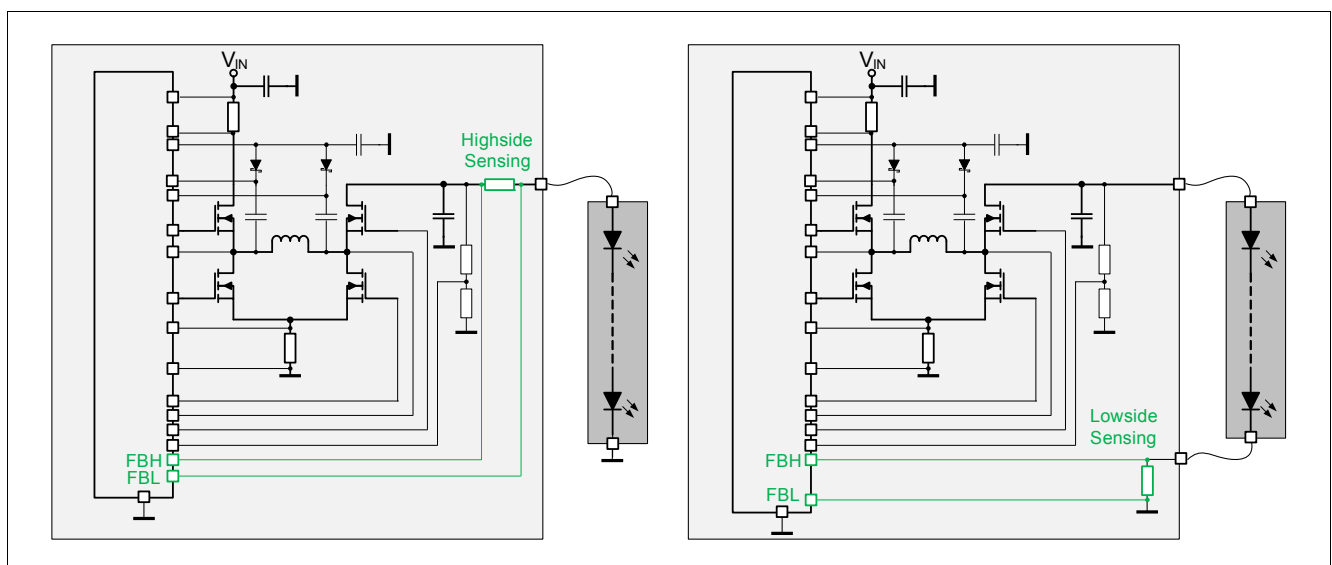 VIN
Highside
Sensing
FBH
FBL
VIN
Lowside
Sensing
FBH
FBL